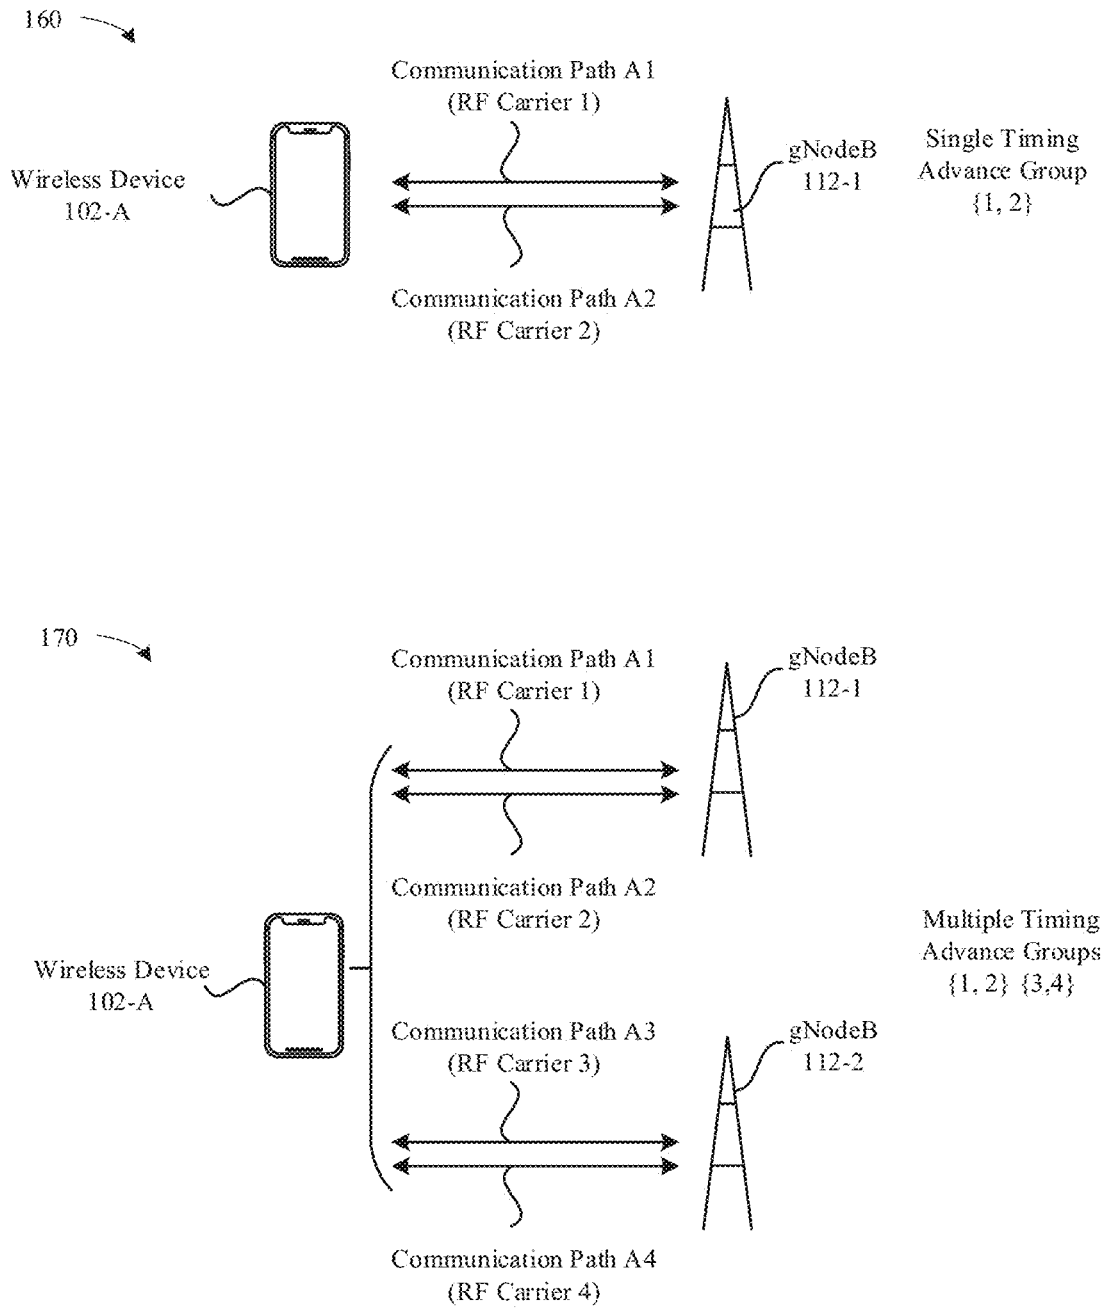 160
Communication Path A1
(RF Carrier 1)
Wireless Device
102-A
gNodeB
112-1
Single Timing
Advance Group
{1, 2}
Communication Path A2
(RF Carrier 2)
170
Communication Path A1
(RF Carrier 1)
gNodeB
112-1
Communication Path A2
(RF Carrier 2)
Wireless Device
102-A
Multiple Timing
Advance Groups
{1, 2} {3,4}
Communication Path A3
(RF Carrier 3)
gNodeB
112-2
Communication Path A4
(RF Carrier 4)